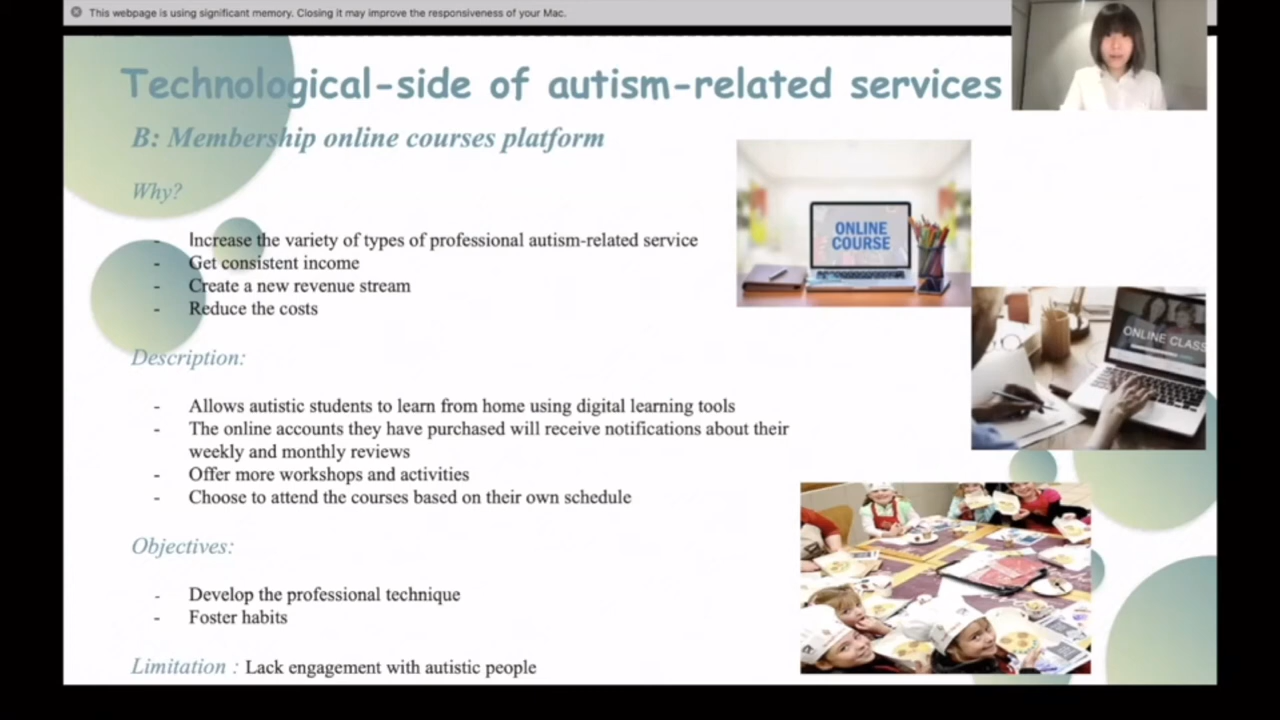 This webpage is using significant memory. Closing it may improve the responsiveness of your Mac.
Technological-side of autism-related services
B: Membership online courses platform
Why?
- Increase the variety of types of professional autism-related service
- Get consistent income
- Create a new revenue stream
- Reduce the costs
Description:
- Allows autistic students to learn from home using digital learning tools
- The online accounts they have purchased will receive notifications about their
weekly and monthly reviews
- Offer more workshops and activities
- Choose to attend the courses based on their own schedule
Objectives:
- Develop the professional technique
- Foster habits
Limitation : Lack engagement with autistic people
ONLINE
COURSE
ONLINE CLASS